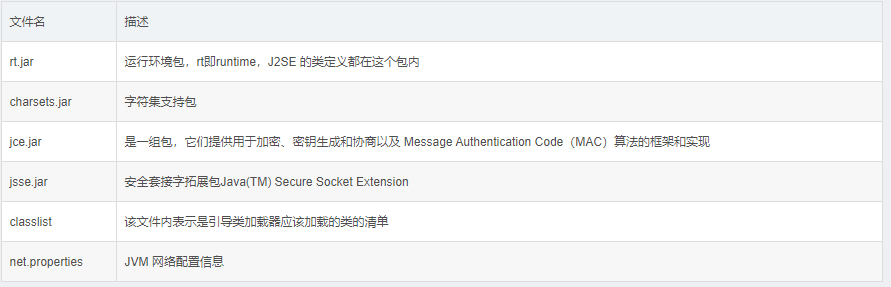 文件名 描述
rt.jar 运行环境包，rt即runtime，J2SE 的类定义都在这个包内
charsets.jar 字符集支持包
jce.jar 是一组包，它们提供用于加密、密钥生成和协商以及 Message Authentication Code（MAC）算法的框架和实现
jsse.jar 安全套接字拓展包Java(TM) Secure Socket Extension
classlist 该文件内表示是引导类加载器应该加载的类的清单
net.properties JVM 网络配置信息